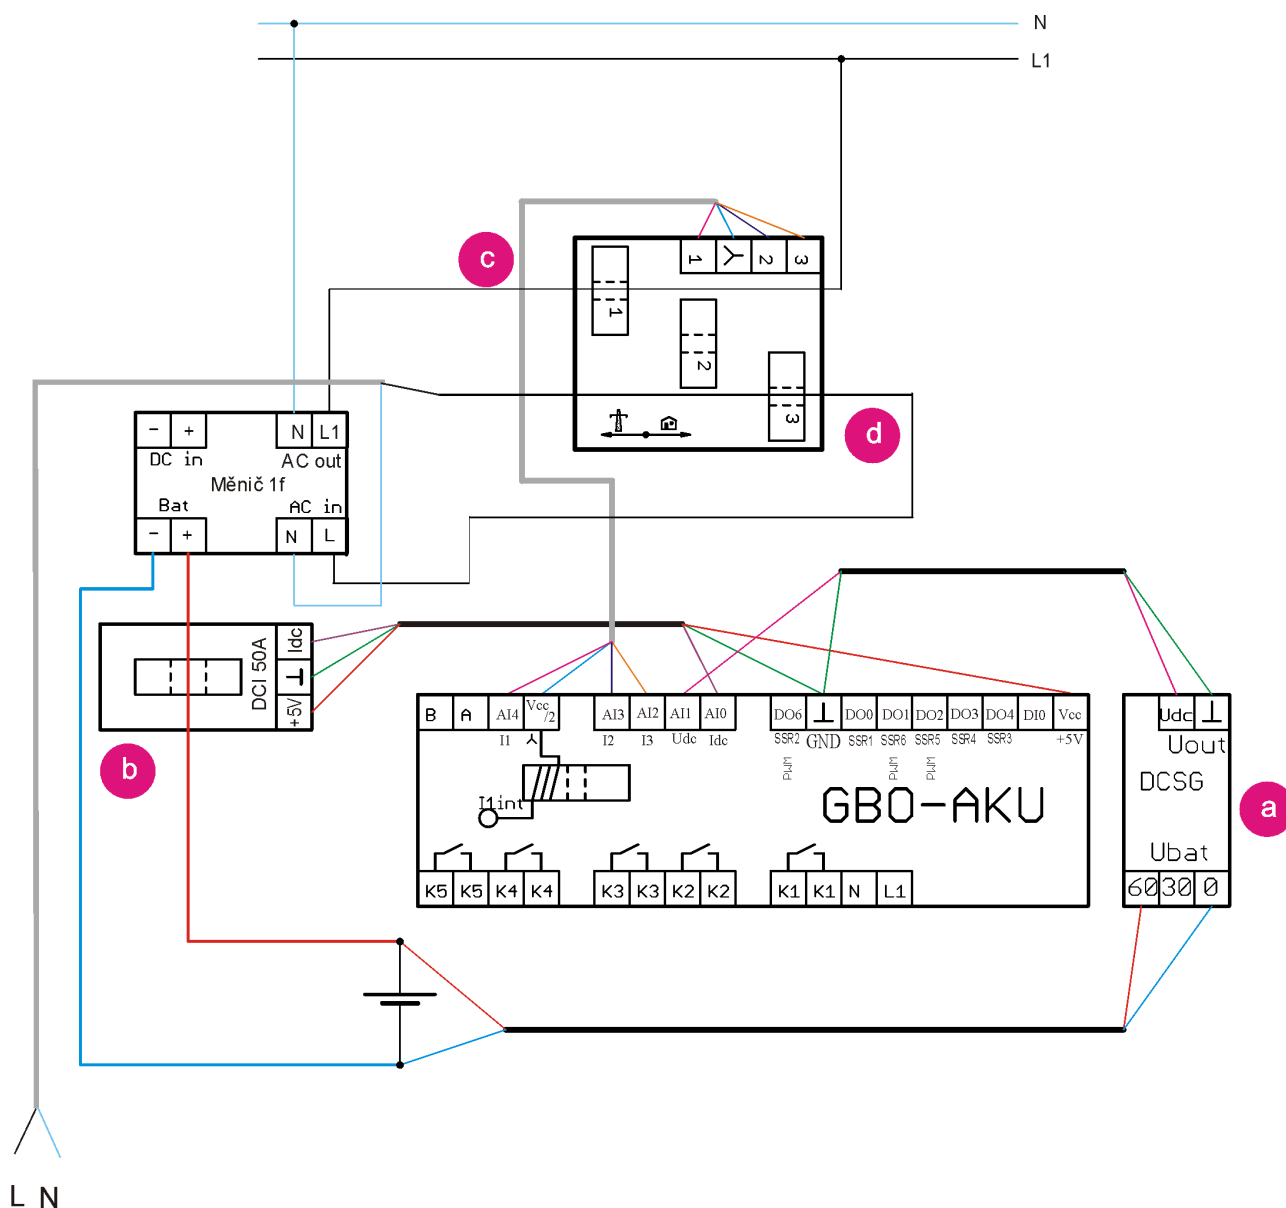 N
L1
c
1 2 3
1
2
3
d
- + N L1
DC in AC out
Měnič 1f
Bat AC in
- + N L
DCI 50A
Idc
⊥
+5V
b
B A AI4 Vcc/2 AI3 AI2 AI1 AI0 DO6 ⊥ DO0 DO1 DO2 DO3 DO4 DI0 Vcc
I1 I2 I3 Udc Idc SSR2 GND SSR1 SSR6 SSR5 SSR4 SSR3 +5V
PWM PWM PWM
I1int
GBO-AKU
K5 K5 K4 K4 K3 K3 K2 K2 K1 K1 N L1
Udc ⊥
Uout
DCSG
a
Ubat
60 30 0
L N